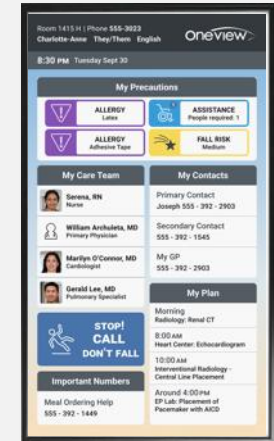 Room 1415 H | Phone 555-3023
Charlotte-Anne They/Them English
oneview
8:30 PM Tuesday Sept 30
My Precautions
ALLERGY
Latex
ASSISTANCE
People required: 1
ALLERGY
Adhesive Tape
FALL RISK
Medium
My Care Team
Serena, RN
Nurse
William Archuleta, MD
Primary Physician
Marilyn O'Connor, MD
Cardiologist
Gerald Lee, MD
Pulmonary Specialist
STOP!
CALL
DON'T FALL
Important Numbers
Meal Ordering Help
555 - 392 - 1449
My Contacts
Primary Contact
Joseph 555 - 392 - 2903
Secondary Contact
555 - 392 - 1545
My GP
555 - 392 - 2903
My Plan
Morning
Radiology: Renal CT
8:00 AM
Heart Center: Echocardiogram
10:00 AM
Interventional Radiology -
Central Line Placement
Around 4:00 PM
EP Lab: Placement of
Pacemaker with AICD